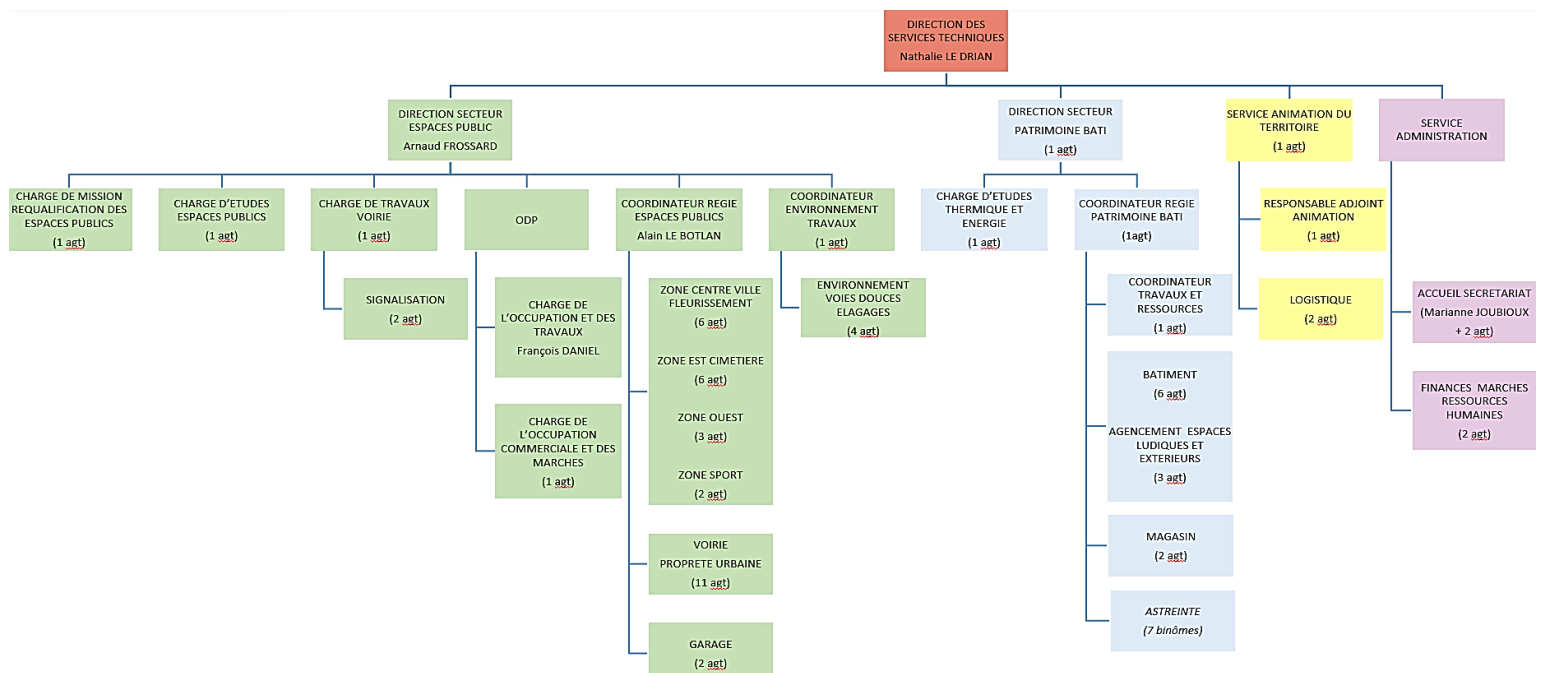 DIRECTION DES
SERVICES TECHNIQUES
Nathalie LE DRIAN
DIRECTION SECTEUR
ESPACES PUBLIC
Arnaud FROSSARD
DIRECTION SECTEUR
PATRIMOINE BATI
(1 agt)
SERVICE ANIMATION DU
TERRITOIRE
(1 agt)
SERVICE
ADMINISTRATION
CHARGE DE MISSION
REQUALIFICATION DES
ESPACES PUBLICS
(1 agt)
CHARGE D'ETUDES
ESPACES PUBLICS
(1 agt)
CHARGE DE TRAVAUX
VOIRIE
(1 agt)
ODP
COORDINATEUR REGIE
ESPACES PUBLICS
Alain LE BOTLAN
COORDINATEUR
ENVIRONNEMENT
TRAVAUX
(1 agt)
CHARGE D'ETUDES
THERMIQUE ET
ENERGIE
(1 agt)
COORDINATEUR REGIE
PATRIMOINE BATI
(1agt)
RESPONSABLE ADJOINT
ANIMATION
(1 agt)
SIGNALISATION
(2 agt)
CHARGE DE
L'OCCUPATION ET DES
TRAVAUX
François DANIEL
CHARGE DE
L'OCCUPATION
COMMERCIALE ET DES
MARCHES
(1 agt)
ZONE CENTRE VILLE
FLEURISSEMENT
(6 agt)
ZONE EST CIMETIERE
(6 agt)
ZONE OUEST
(3 agt)
ZONE SPORT
(2 agt)
VOIRIE
PROPRETE URBAINE
(11 agt)
GARAGE
(2 agt)
ENVIRONNEMENT
VOIES DOUCES
ELAGAGES
(4 agt)
COORDINATEUR
TRAVAUX ET
RESSOURCES
(1 agt)
BATIMENT
(6 agt)
AGENCEMENT ESPACES
LUDIQUES ET
EXTERIEURS
(3 agt)
MAGASIN
(2 agt)
ASTREINTE
(7 binômes)
LOGISTIQUE
(2 agt)
ACCUEIL SECRETARIAT
(Marianne JOUBIOUX
+ 2 agt)
FINANCES MARCHES
RESSOURCES
HUMAINES
(2 agt)